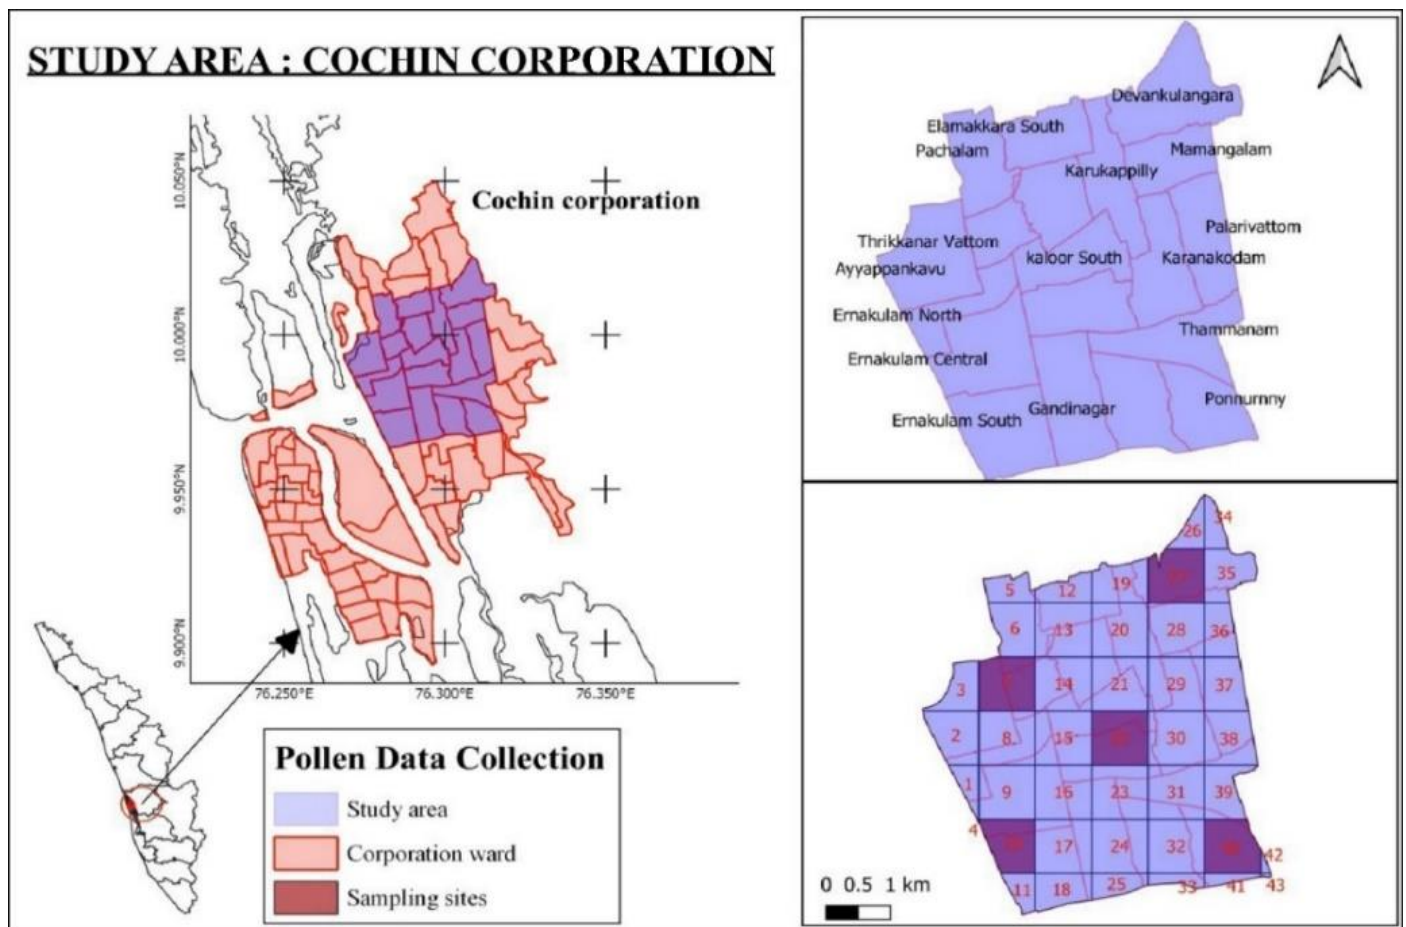 STUDY AREA : COCHIN CORPORATION
10.050°N
10.000°N
9.950°N
9.900°N
76.250°E
76.300°E
76.350°E
Cochin corporation
Pollen Data Collection
Study area
Corporation ward
Sampling sites
Devankulangara
Elamakkara South
Pachalam
Mamangalam
Karukappilly
Palarivattom
Thrikkanar Vattom
kaloor South
Karanakodam
Ayyappankavu
Ernakulam North
Thammanam
Ernakulam Central
Ponnurnny
Gandinagar
Ernakulam South
34
26
5 12 19 35
6 13 20 28 36
3 14 21 29 37
2 8 15 30 38
1 9 16 23 31 39
4 17 24 32 42
11 18 25 33 41 43
0 0.5 1 km